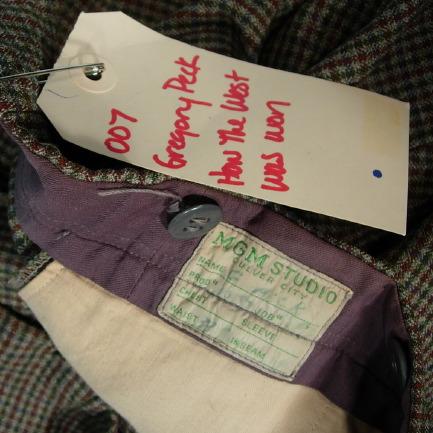 007
Gregory Peck
How The West
was won
MGM STUDIO
CULVER CITY
NAME
PROD# JOB#
CHEST SLEEVE
WAIST INSEAM